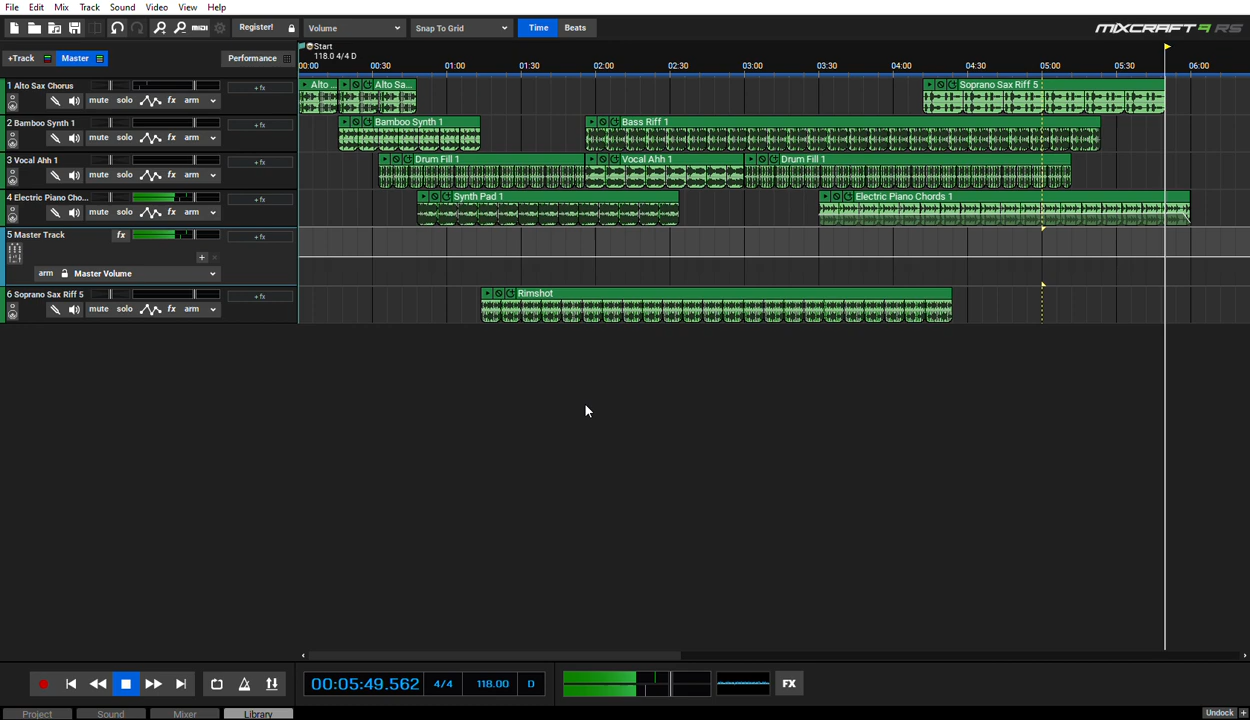 File Edit Mix Track Sound Video View Help
Register! Volume Snap To Grid Time Beats MIXCRAFT 9 RS
+Track Master Performance
Start
118.0 4/4 D
00:00 00:30 01:00 01:30 02:00 02:30 03:00 03:30 04:00 04:30 05:00 05:30 06:00
1 Alto Sax Chorus +fx Alto ... Alto Sa... Soprano Sax Riff 5
mute solo fx arm
2 Bamboo Synth 1 +fx Bamboo Synth 1 Bass Riff 1
mute solo fx arm
3 Vocal Ahh 1 +fx Drum Fill 1 Vocal Ahh 1 Drum Fill 1
mute solo fx arm
4 Electric Piano Cho... +fx Synth Pad 1 Electric Piano Chords 1
mute solo fx arm
5 Master Track fx +fx
arm Master Volume
6 Soprano Sax Riff 5 +fx Rimshot
mute solo fx arm
00:05:49.562 4/4 118.00 D FX
Project Sound Mixer Library Undock +